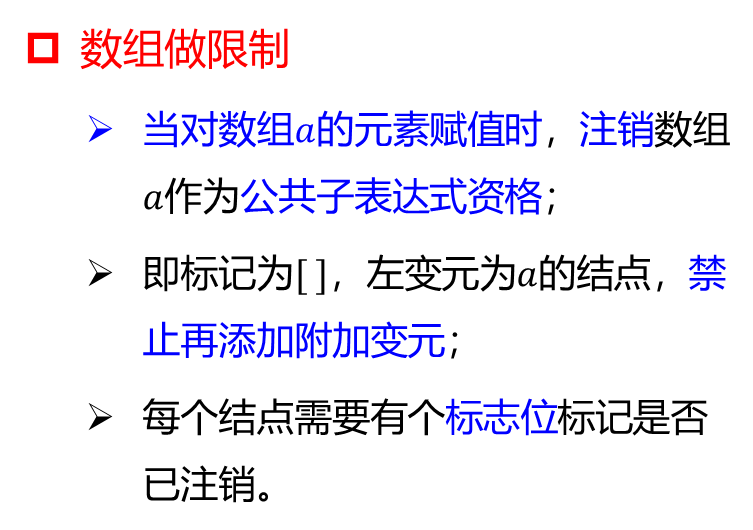 数组做限制
当对数组a的元素赋值时，注销数组
a作为公共子表达式资格；
即标记为[ ]，左变元为a的结点，禁
止再添加附加变元；
每个结点需要有个标志位标记是否
已注销。